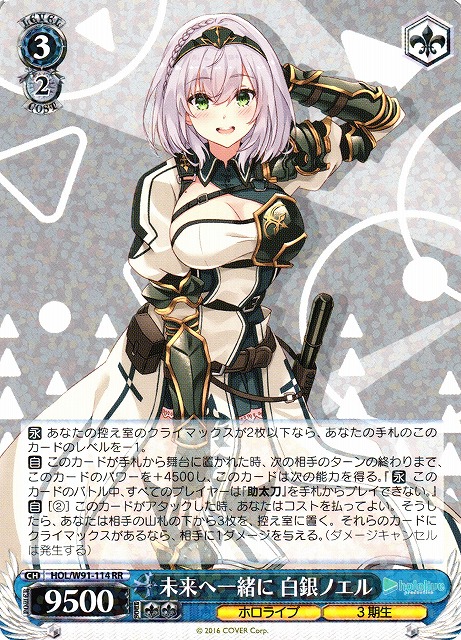 LEVEL
3
2
COST
永 あなたの控え室のクライマックスが2枚以下なら、あなたの手札のこの
カードのレベルを－1。
自 このカードが手札から舞台に置かれた時、次の相手のターンの終わりまで、
このカードのパワーを＋4500し、このカードは次の能力を得る。『永 こ
のカードのバトル中、すべてのプレイヤーは「助太刀」を手札からプレイできない。』
自 ［②］ このカードがアタックした時、あなたはコストを払ってよい。そうし
たら、あなたは相手の山札の下から3枚を、控え室に置く。それらのカードに
クライマックスがあるなら、相手に1ダメージを与える。（ダメージキャンセル
は発生する）
CH HOL/W91-114 RR
POWER
9500
SOUL
未来へ一緒に 白銀ノエル
hololive
production
ホロライブ
3期生
© 2016 COVER Corp.